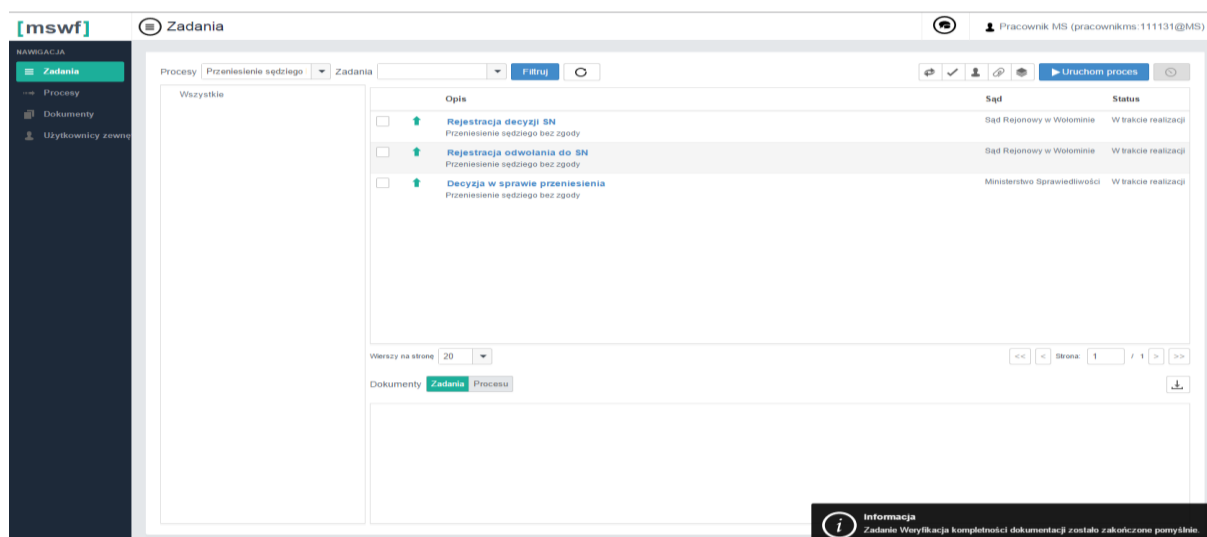 [mswf]
Zadania
Pracownik MS (pracownikms:111131@MS)
NAWIGACJA
Zadania
Procesy
Dokumenty
Użytkownicy zewnę
Procesy Przeniesienie sędziego Zadania Filtruj Uruchom proces
Wszystkie
Opis Sąd Status
Rejestracja decyzji SN Sąd Rejonowy w Wołominie W trakcie realizacji
Przeniesienie sędziego bez zgody
Rejestracja odwołania do SN Sąd Rejonowy w Wołominie W trakcie realizacji
Przeniesienie sędziego bez zgody
Decyzja w sprawie przeniesienia Ministerstwo Sprawiedliwości W trakcie realizacji
Przeniesienie sędziego bez zgody
Wierszy na stronę 20 << < Strona: 1 / 1 > >>
Dokumenty Zadania Procesu
Informacja
Zadanie Weryfikacja kompletności dokumentacji zostało zakończone pomyślnie.